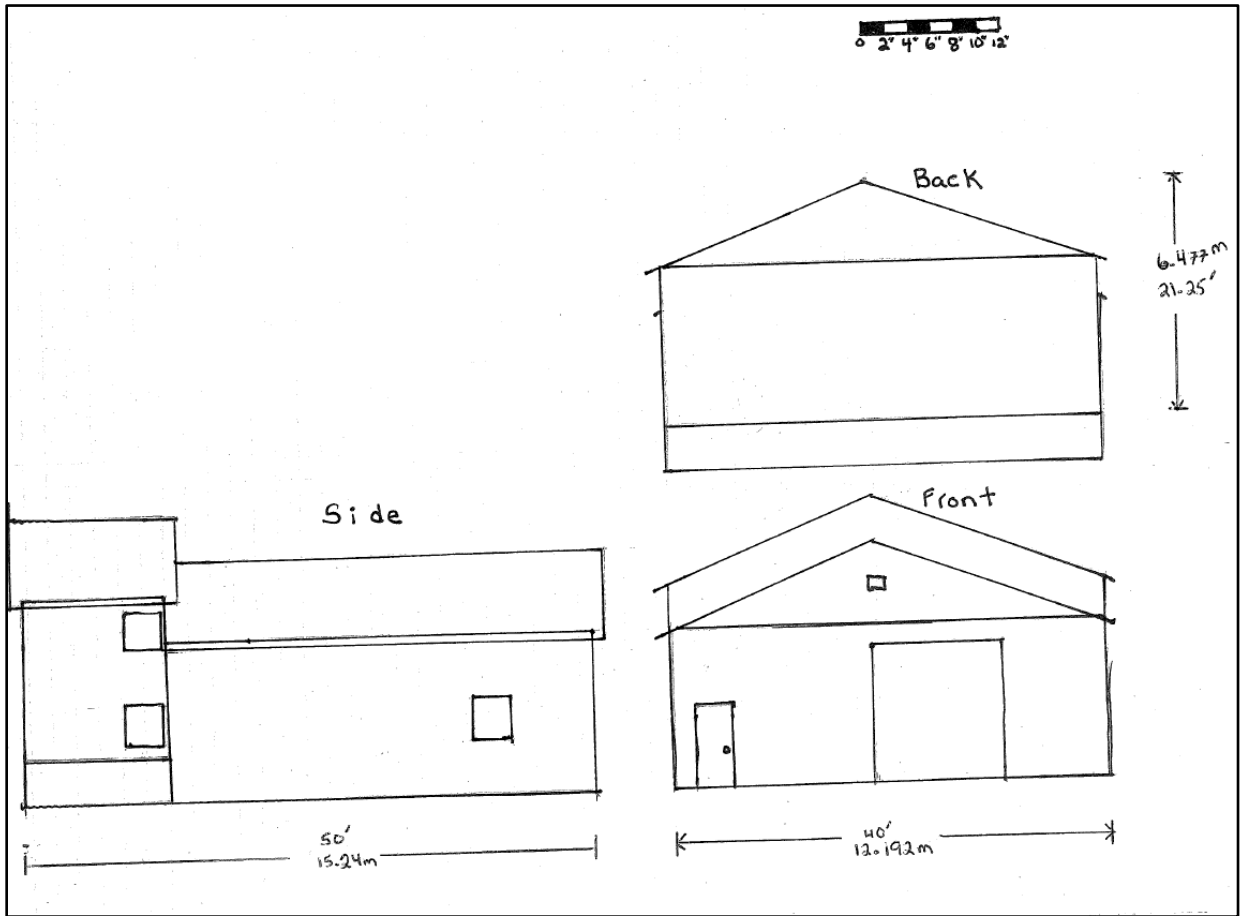 0 2" 4" 6" 8" 10" 12"
Back
6.477m
21.25'
Side
Front
50'
15.24m
40'
12.192m